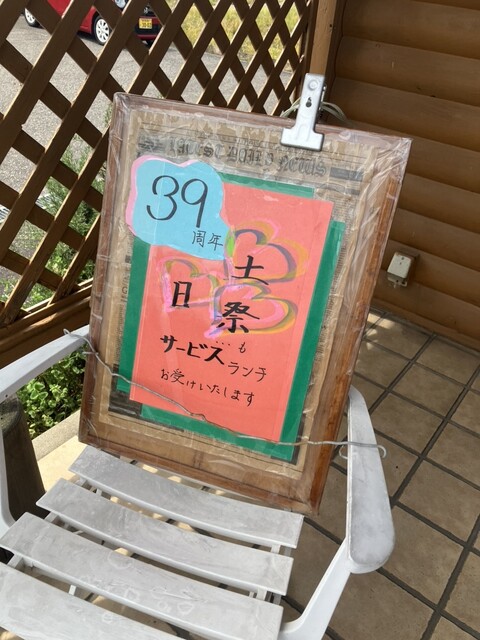 39
周年
土
日
祭
…も
サービスランチ
お受けいたします